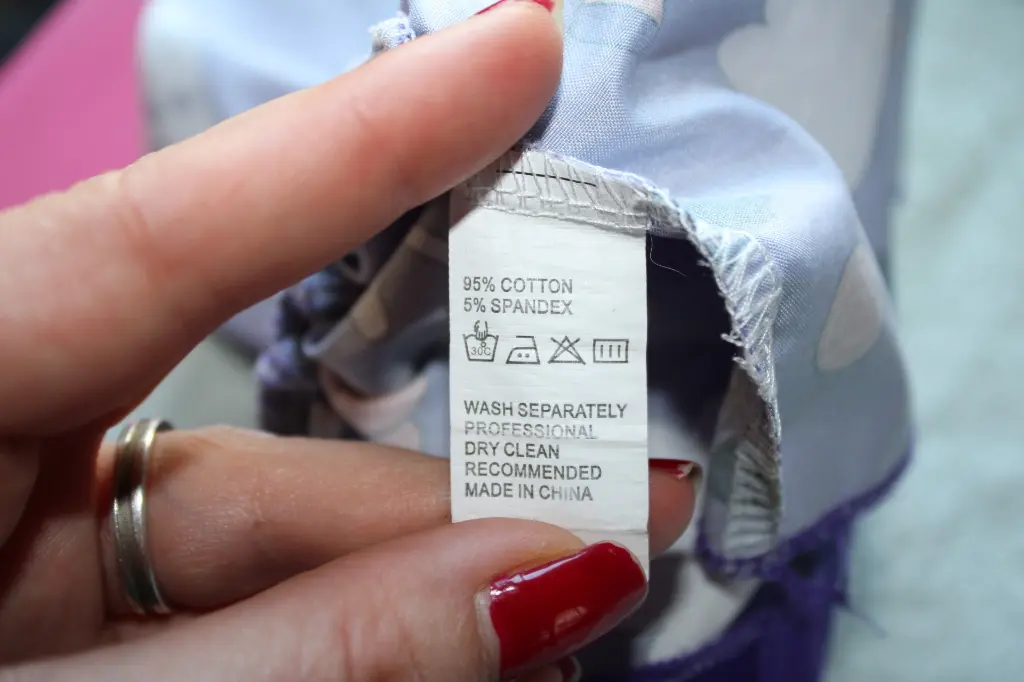 95% COTTON
5% SPANDEX
30C
WASH SEPARATELY
PROFESSIONAL
DRY CLEAN
RECOMMENDED
MADE IN CHINA